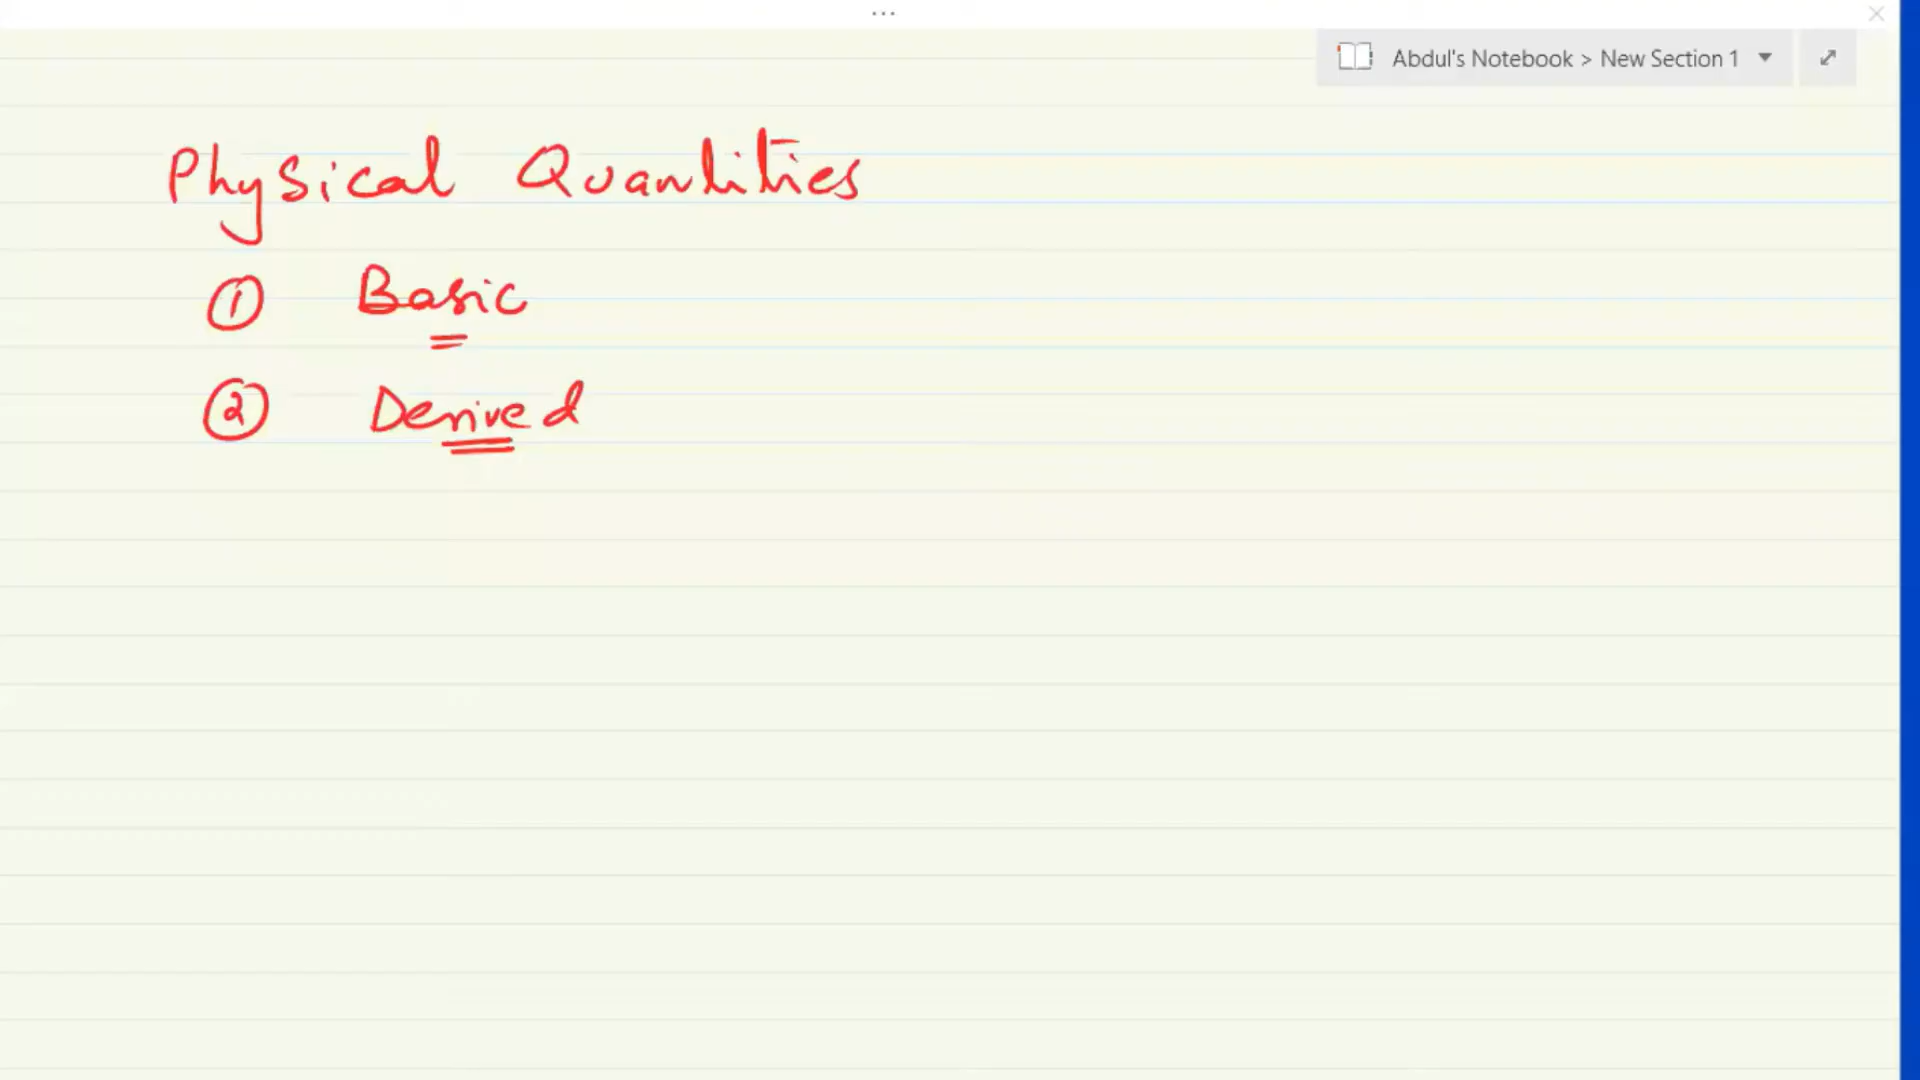 Abdul's Notebook > New Section 1
Physical Quantities
① Basic
② Derived